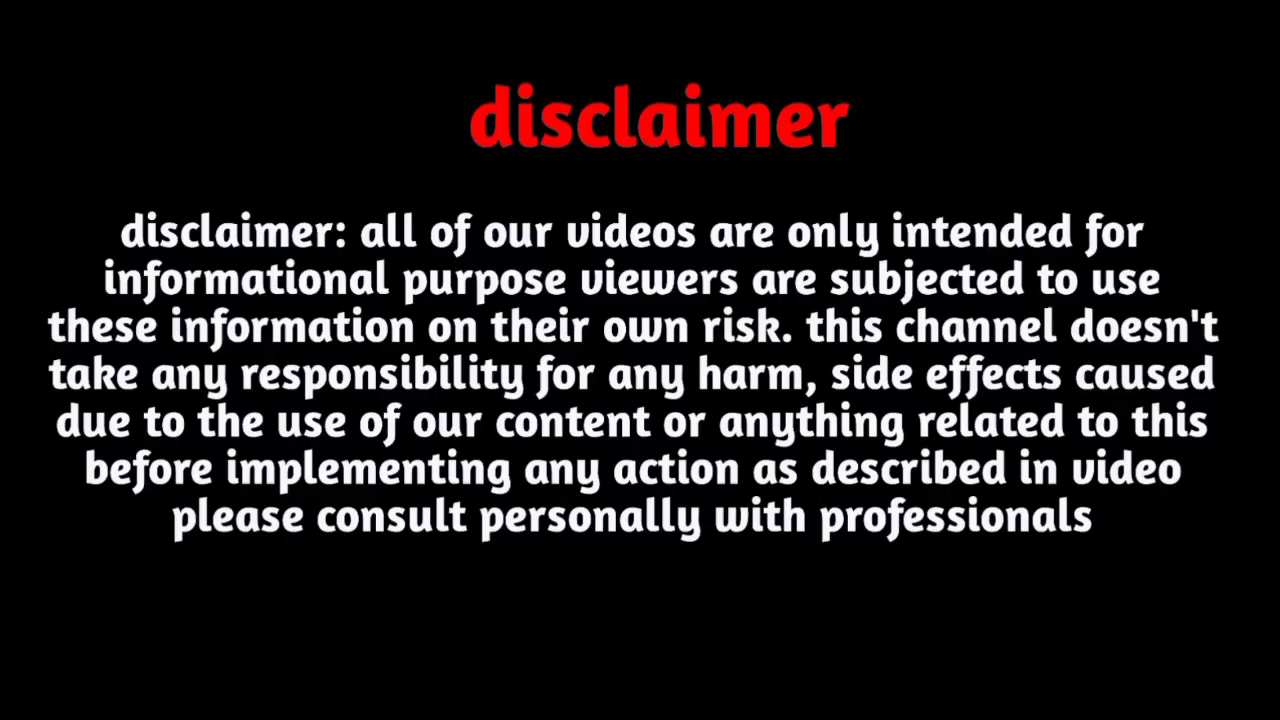 disclaimer
disclaimer: all of our videos are only intended for
informational purpose viewers are subjected to use
these information on their own risk. this channel doesn't
take any responsibility for any harm, side effects caused
due to the use of our content or anything related to this
before implementing any action as described in video
please consult personally with professionals